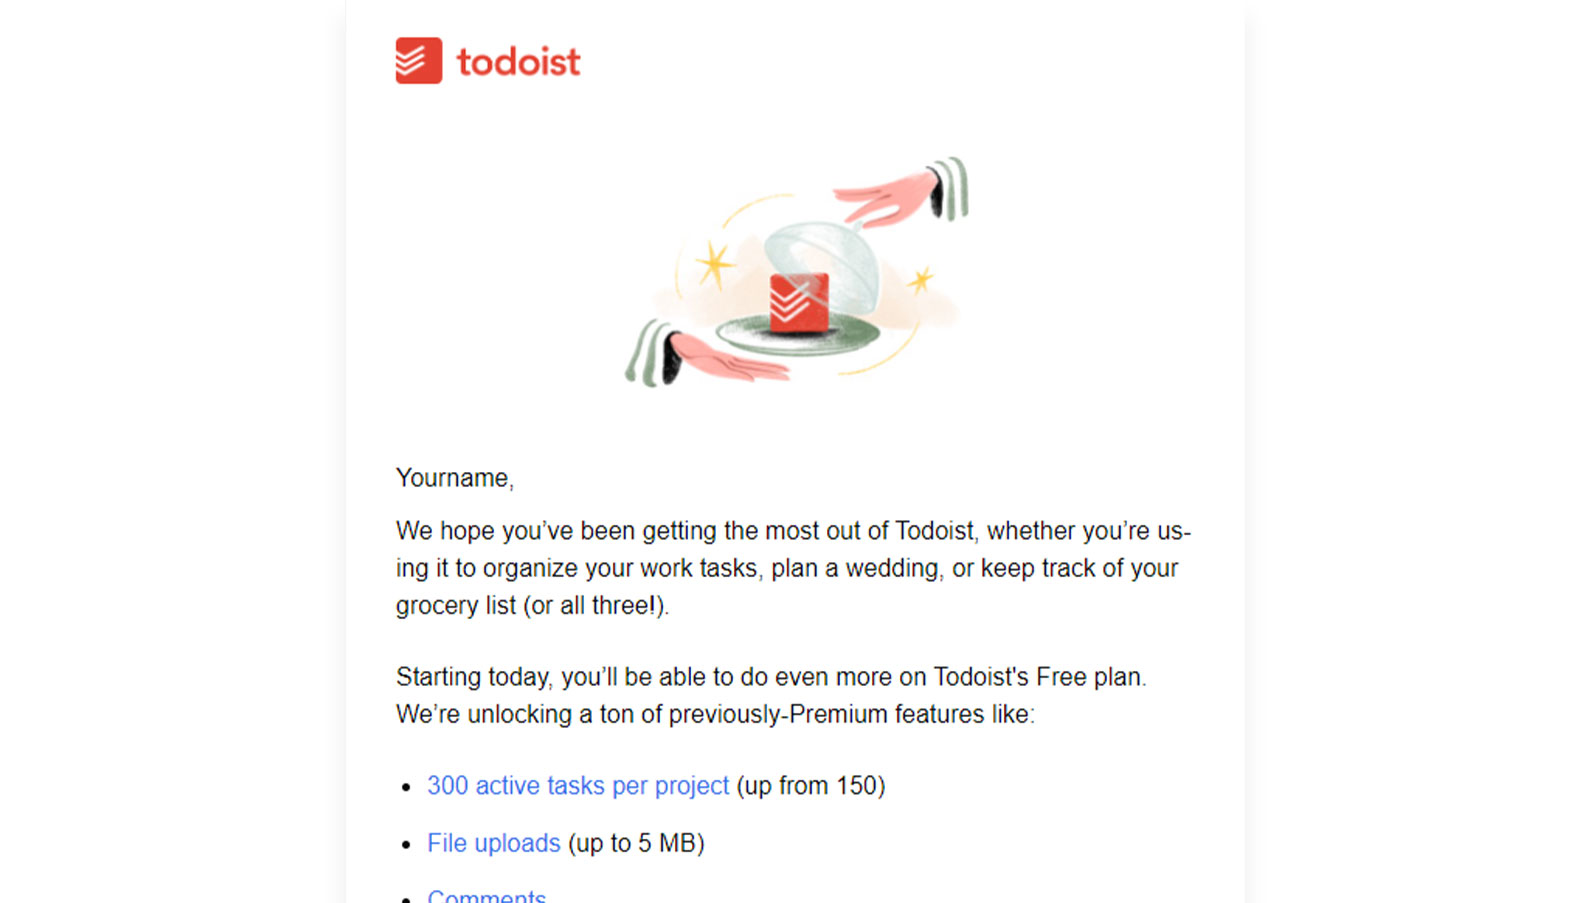 todoist
Yourname,
We hope you’ve been getting the most out of Todoist, whether you’re us-
ing it to organize your work tasks, plan a wedding, or keep track of your
grocery list (or all three!).
Starting today, you’ll be able to do even more on Todoist's Free plan.
We’re unlocking a ton of previously-Premium features like:
• 300 active tasks per project (up from 150)
• File uploads (up to 5 MB)
• Comments